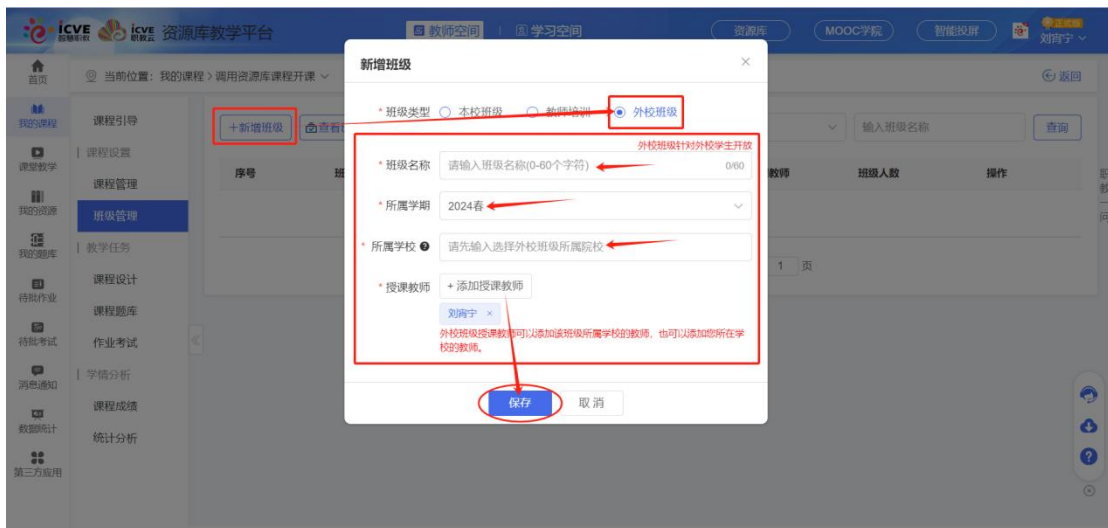 icve 智慧职教 icve 职教云 资源库教学平台
教师空间 学习空间
资源库 MOOC学院 智能投屏 刘宵宁
首页
当前位置：我的课程 > 调用资源库课程开课
返回
我的课程
课堂教学
我的资源
我的题库
待批作业
待批考试
消息通知
数据统计
第三方应用
课程引导
课程设置
课程管理
班级管理
教学任务
课程设计
课程题库
作业考试
学情分析
课程成绩
统计分析
+新增班级
输入班级名称 查询
序号
班级人数 操作
1 页
新增班级
* 班级类型 本校班级 教师培训 外校班级
外校班级针对外校学生开放
* 班级名称 请输入班级名称(0-60个字符) 0/60
* 所属学期 2024春
* 所属学校 请先输入选择外校班级所属院校
* 授课教师 + 添加授课教师
刘宵宁 ×
外校班级授课教师可以添加该班级所属学校的教师，也可以添加您所在学
校的教师。
保存 取消